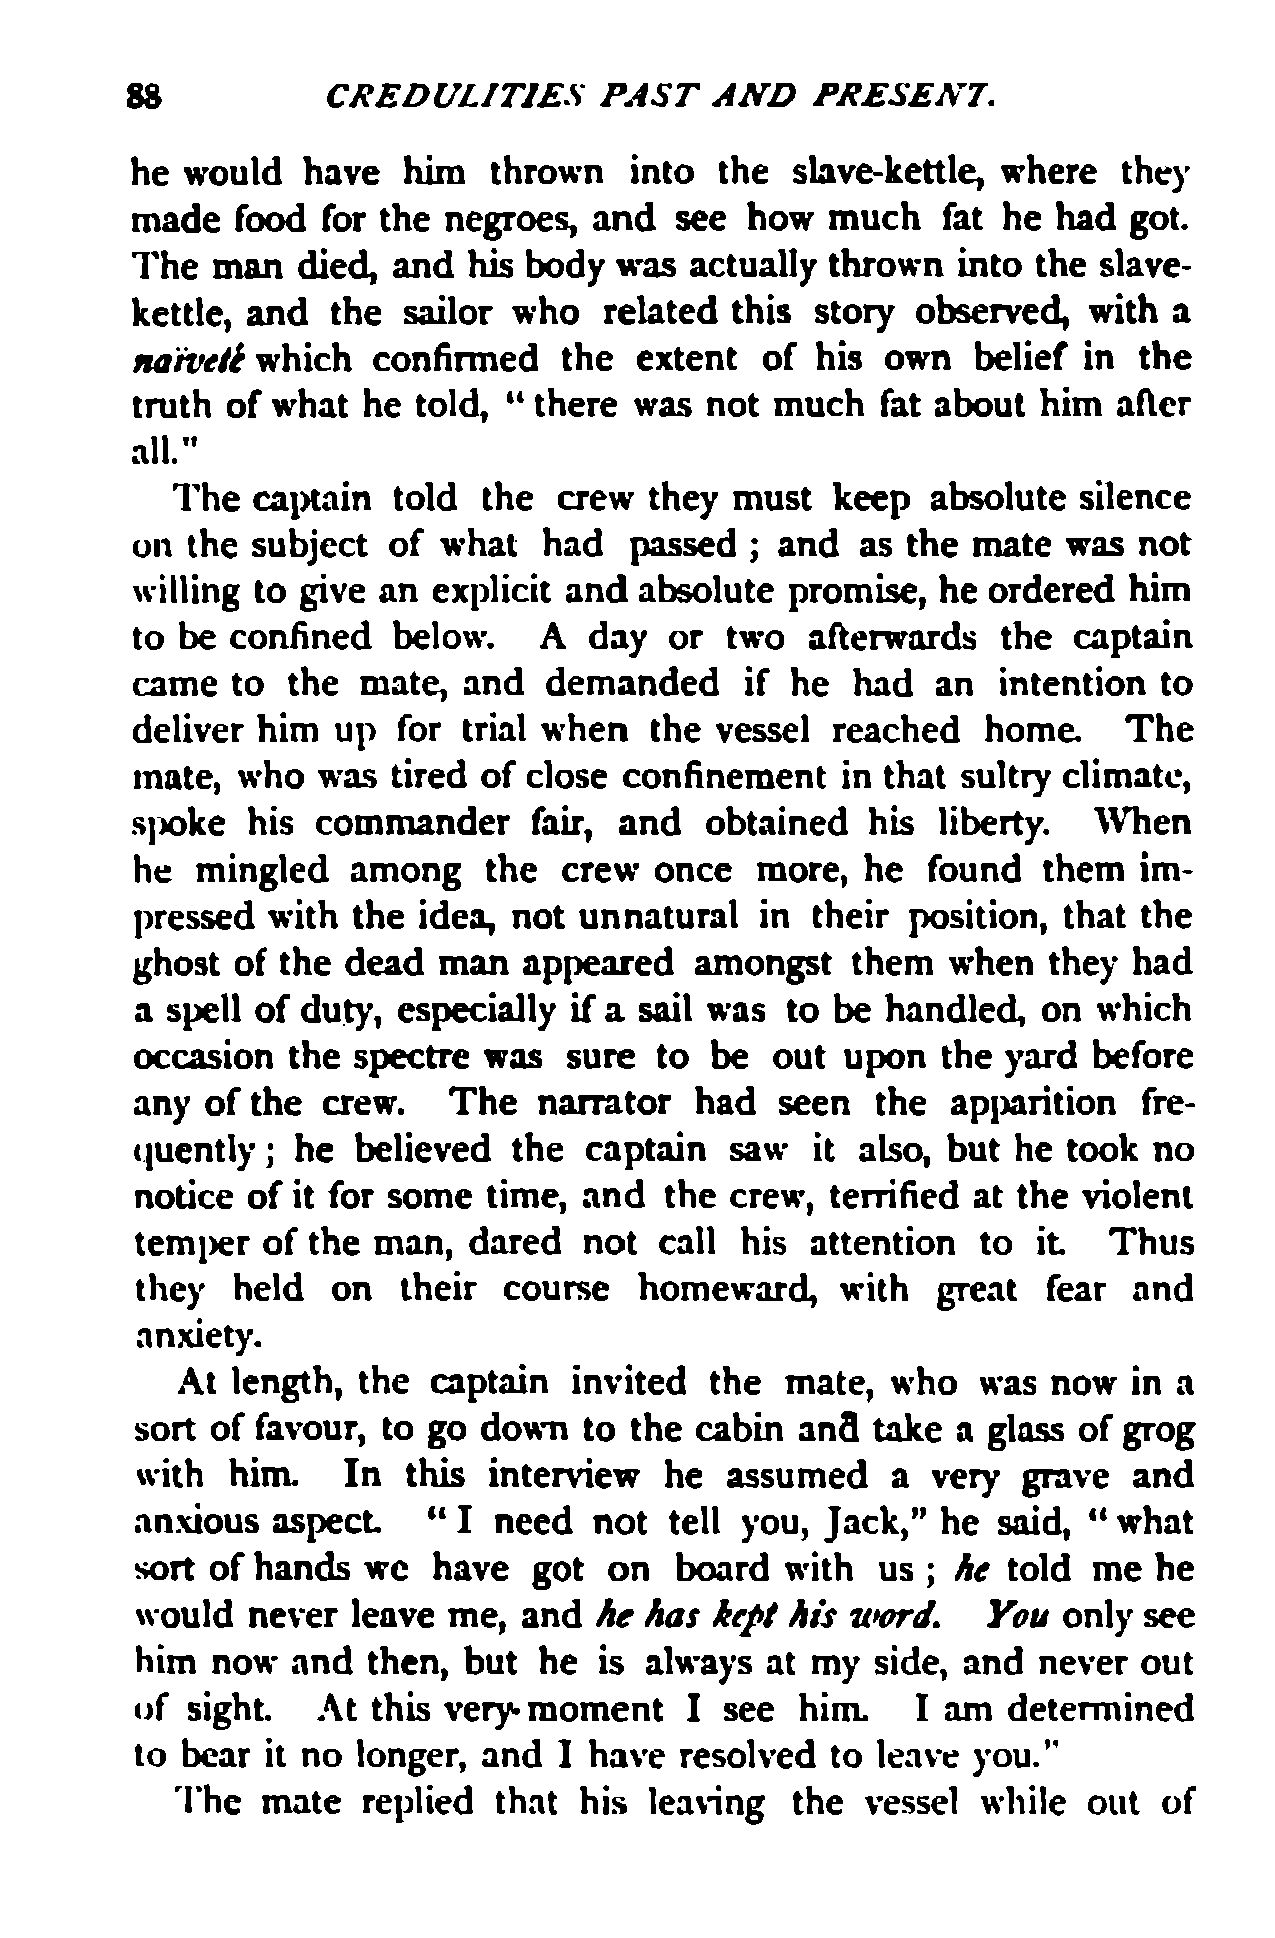 88 CREDULITIES PAST AND PRESENT.
he would have him thrown into the slave-kettle, where they
made food for the negroes, and see how much fat he had got.
The man died, and his body was actually thrown into the slave-
kettle, and the sailor who related this story observed, with a
naïveté which confirmed the extent of his own belief in the
truth of what he told, “ there was not much fat about him after
all."
The captain told the crew they must keep absolute silence
on the subject of what had passed ; and as the mate was not
willing to give an explicit and absolute promise, he ordered him
to be confined below. A day or two afterwards the captain
came to the mate, and demanded if he had an intention to
deliver him up for trial when the vessel reached home. The
mate, who was tired of close confinement in that sultry climate,
spoke his commander fair, and obtained his liberty. When
he mingled among the crew once more, he found them im-
pressed with the idea, not unnatural in their position, that the
ghost of the dead man appeared amongst them when they had
a spell of duty, especially if a sail was to be handled, on which
occasion the spectre was sure to be out upon the yard before
any of the crew. The narrator had seen the apparition fre-
quently ; he believed the captain saw it also, but he took no
notice of it for some time, and the crew, terrified at the violent
temper of the man, dared not call his attention to it. Thus
they held on their course homeward, with great fear and
anxiety.
At length, the captain invited the mate, who was now in a
sort of favour, to go down to the cabin and take a glass of grog
with him. In this interview he assumed a very grave and
anxious aspect. “ I need not tell you, Jack,” he said, “ what
sort of hands we have got on board with us ; he told me he
would never leave me, and he has kept his word. You only see
him now and then, but he is always at my side, and never out
of sight. At this very moment I see him. I am determined
to bear it no longer, and I have resolved to leave you."
The mate replied that his leaving the vessel while out of